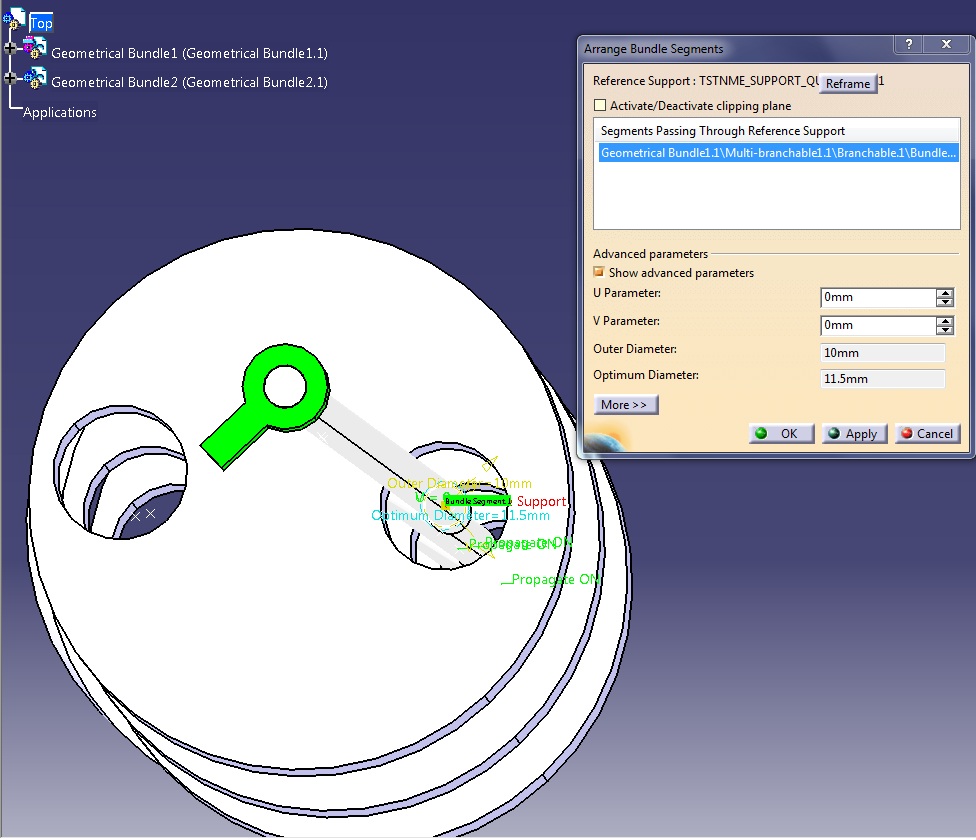 Top
Geometrical Bundle1 (Geometrical Bundle1.1)
Geometrical Bundle2 (Geometrical Bundle2.1)
Applications
Arrange Bundle Segments
Reference Support : TSTNME_SUPPORT_QU
Reframe
1
Activate/Deactivate clipping plane
Segments Passing Through Reference Support
Geometrical Bundle1.1\Multi-branchable1.1\Branchable.1\Bundle...
Advanced parameters
Show advanced parameters
U Parameter:
0mm
V Parameter:
0mm
Outer Diameter:
10mm
Optimum Diameter:
11.5mm
More >>
OK
Apply
Cancel
Outer Diameter=10mm
Bundle Segment
Support
Optimum Diameter=11.5mm
Propagate ON
Propagate ON
Propagate ON